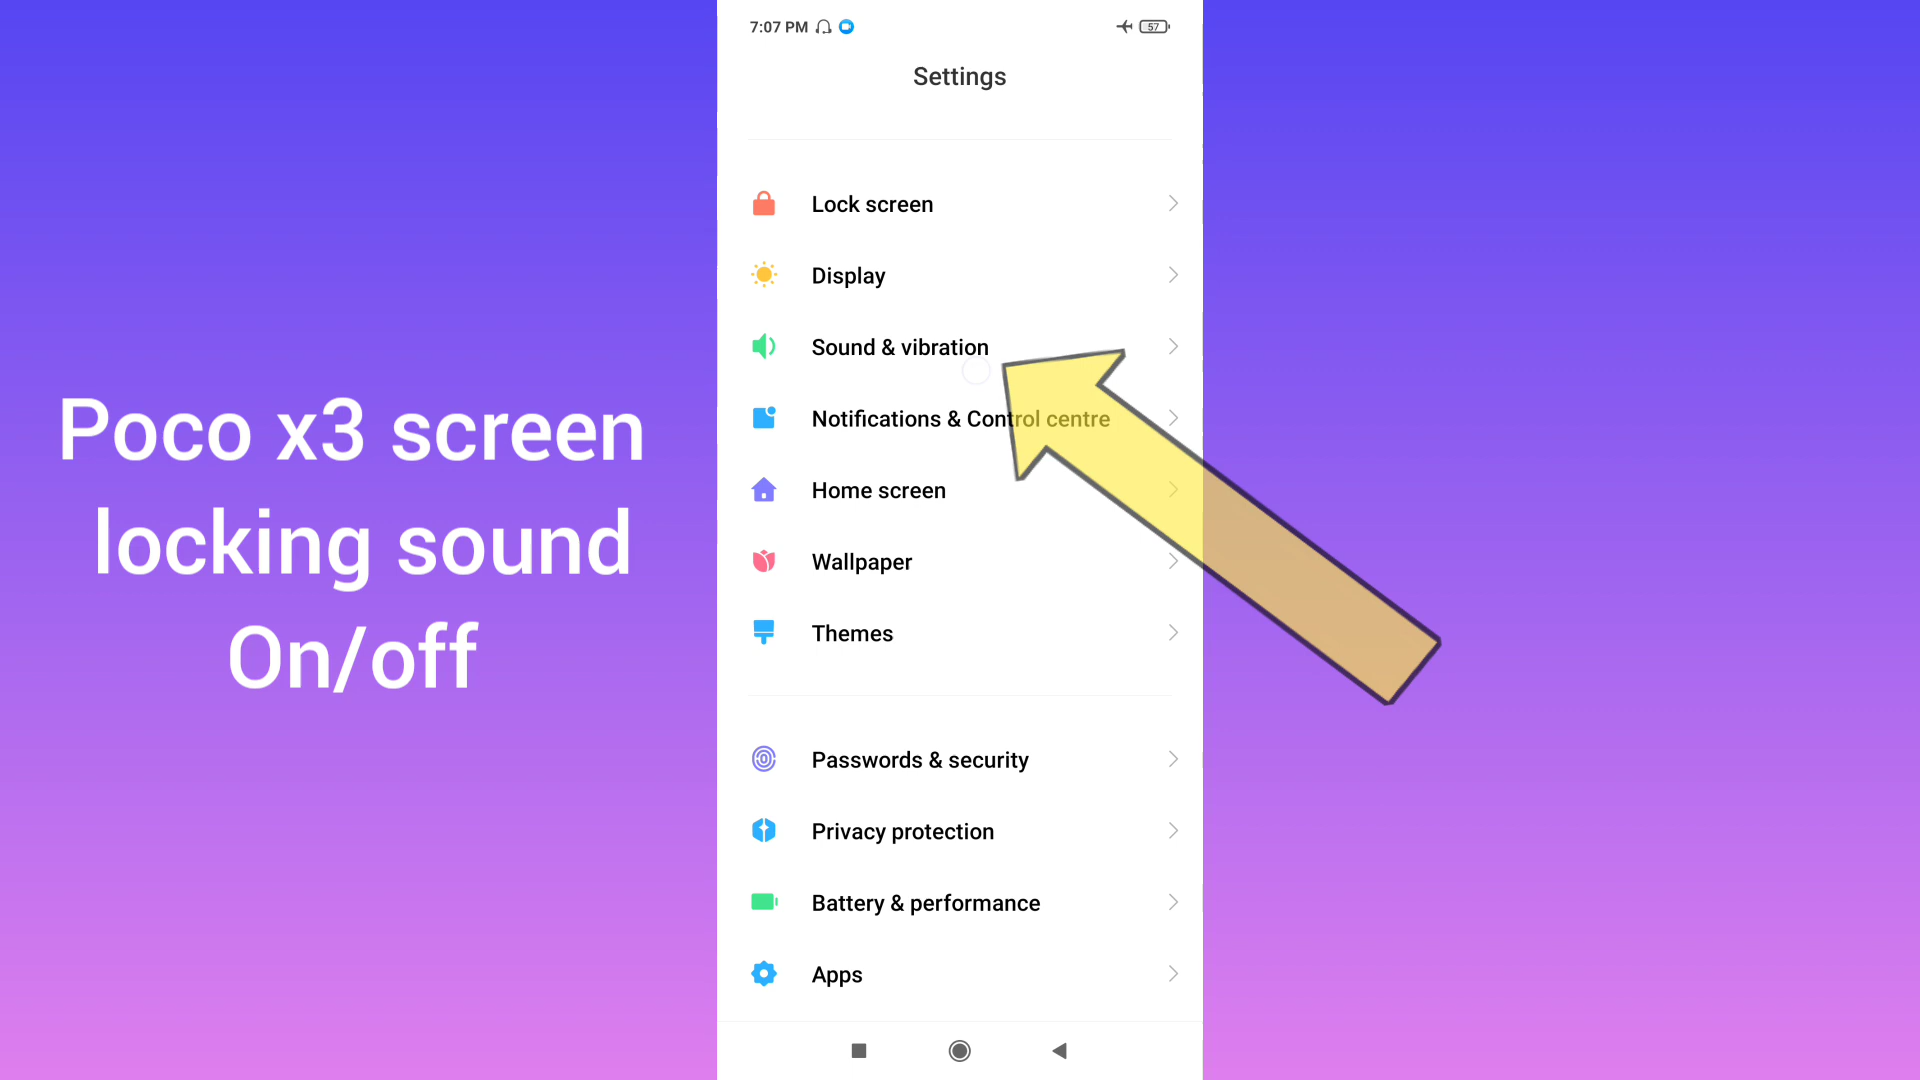 7:07 PM
57
Settings
Lock screen
Display
Sound & vibration
Notifications & Control centre
Home screen
Wallpaper
Themes
Passwords & security
Privacy protection
Battery & performance
Apps
Poco x3 screen
locking sound
On/off